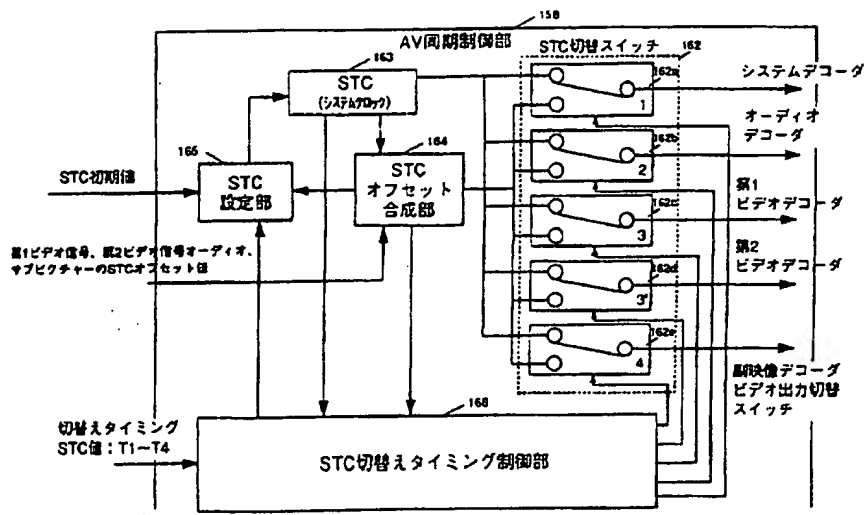 158
AV同期制御部
163
STC
(システムクロック)
STC切替スイッチ
162
162a
1
システムデコーダ
オーディオ
デコーダ
162b
2
165
STC
設定部
164
STC
オフセット
合成部
STC初期値
162c
3
第1
ビデオデコーダ
第1ビデオ信号、第2ビデオ信号オーディオ、
サブピクチャーのSTCオフセット値
162d
3'
第2
ビデオデコーダ
162e
4
副映像デコーダ
ビデオ出力切替
スイッチ
切替えタイミング
STC値：T1～T4
166
STC切替えタイミング制御部